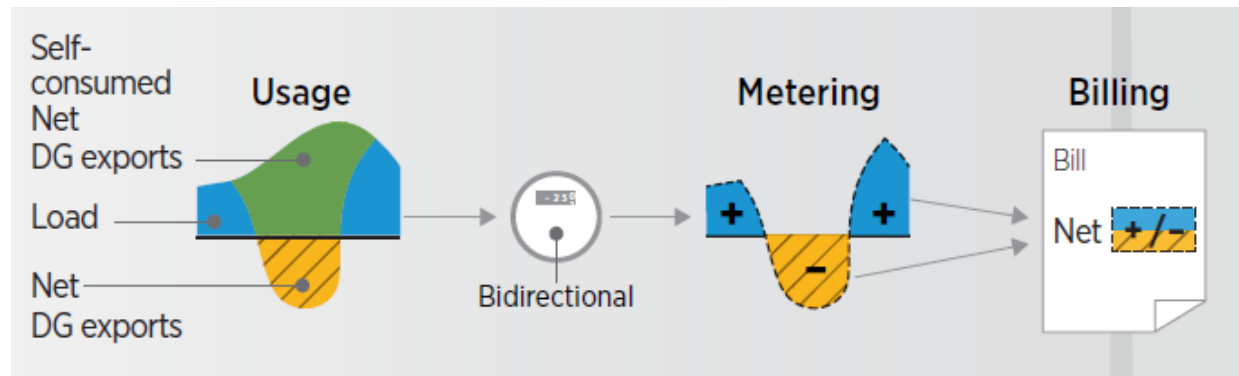 Self-
consumed
Net
DG exports
Load
Net
DG exports
Usage
Bidirectional
Metering
+
+
-
Billing
Bill
Net +/-